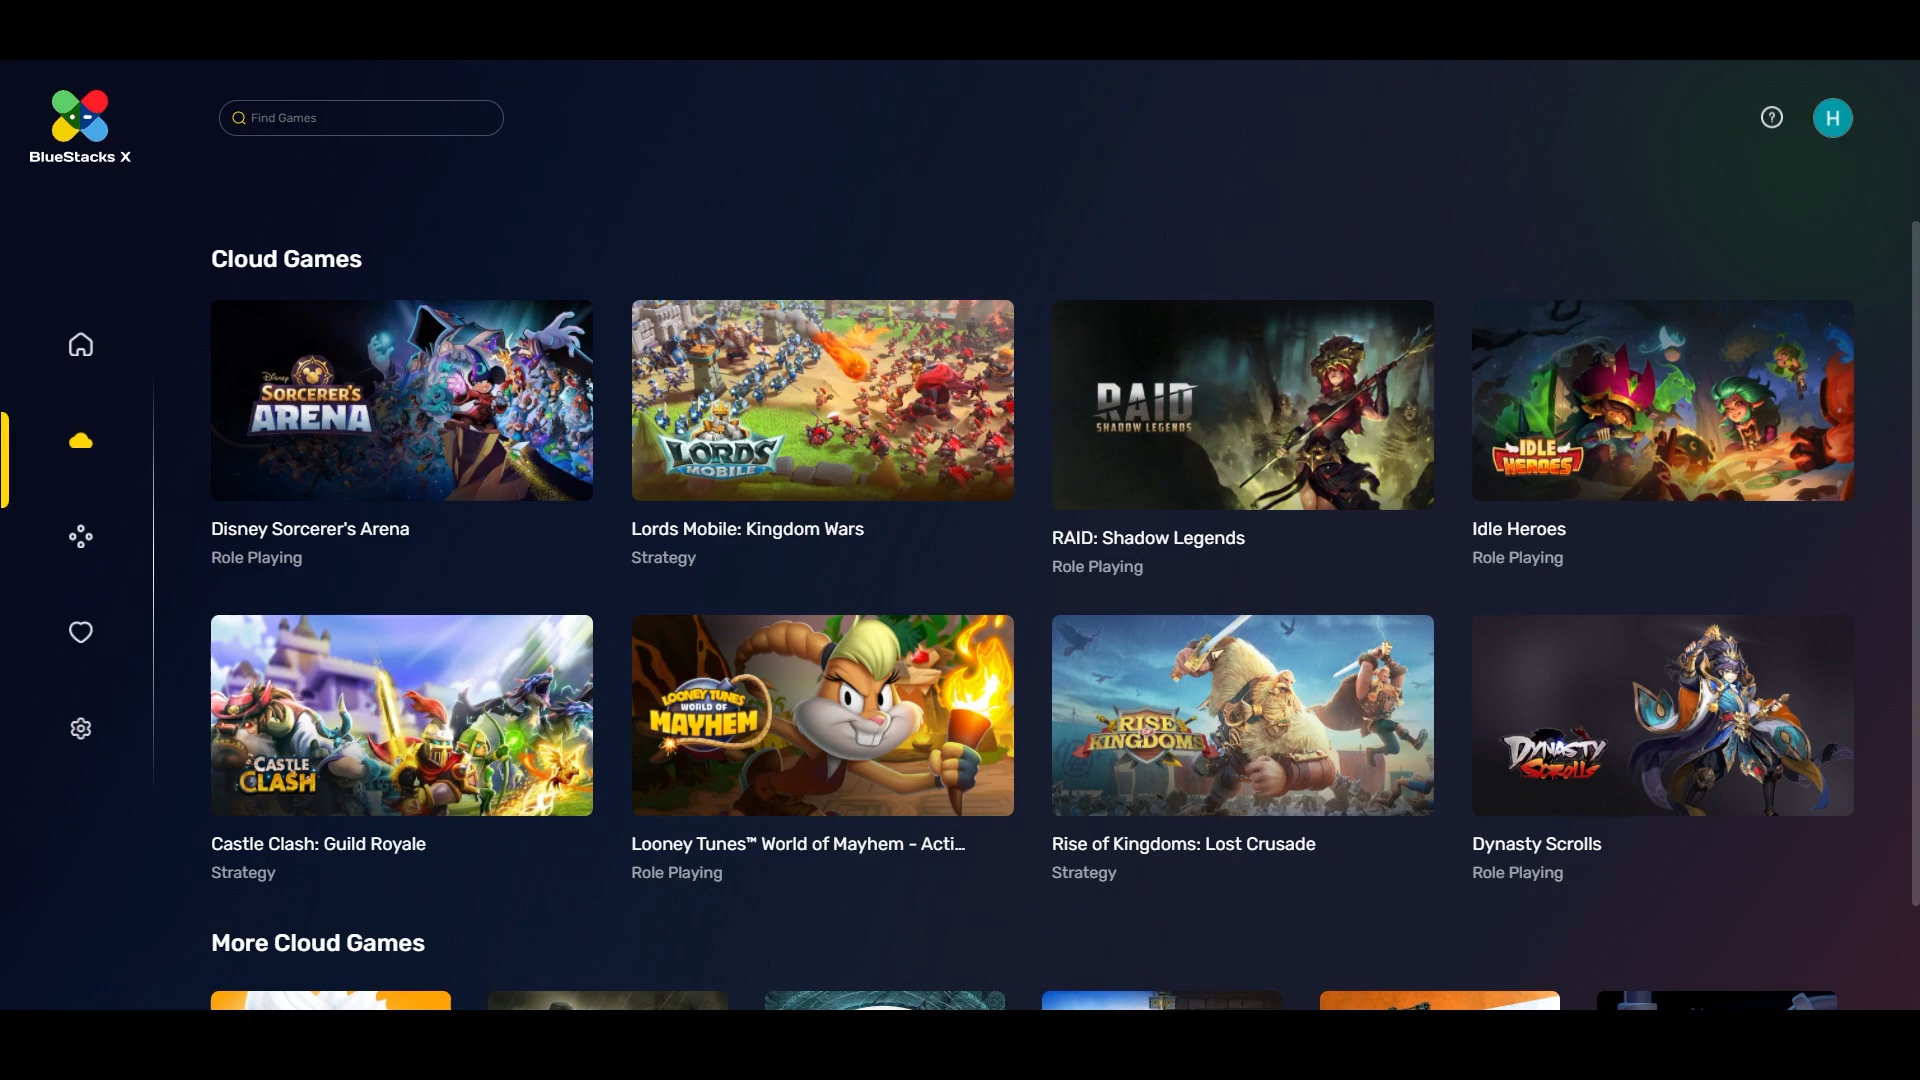 BlueStacks X
Find Games
?
H
Cloud Games
Disney
SORCERER'S
ARENA
LORDS
MOBILE
RAID
SHADOW LEGENDS
IDLE
HEROES
Disney Sorcerer's Arena
Role Playing
Lords Mobile: Kingdom Wars
Strategy
RAID: Shadow Legends
Role Playing
Idle Heroes
Role Playing
CASTLE
CLASH
LOONEY TUNES
WORLD OF
MAYHEM
RISE
OF
KINGDOMS
DYNASTY
SCROLLS
Castle Clash: Guild Royale
Strategy
Looney Tunes™ World of Mayhem - Acti...
Role Playing
Rise of Kingdoms: Lost Crusade
Strategy
Dynasty Scrolls
Role Playing
More Cloud Games